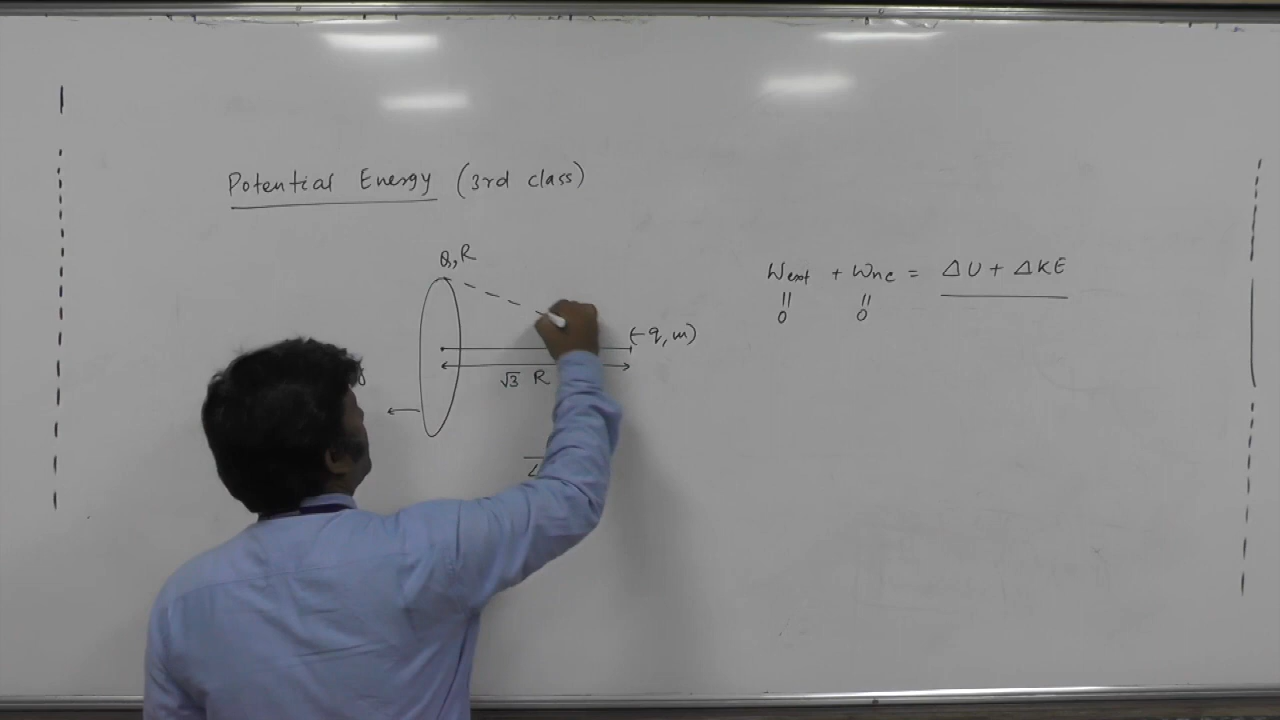 Potential Energy (3rd class)
Q, R
(-q, m)
√3 R
Wext + Wnc = ΔU + ΔKE
|| ||
0 0